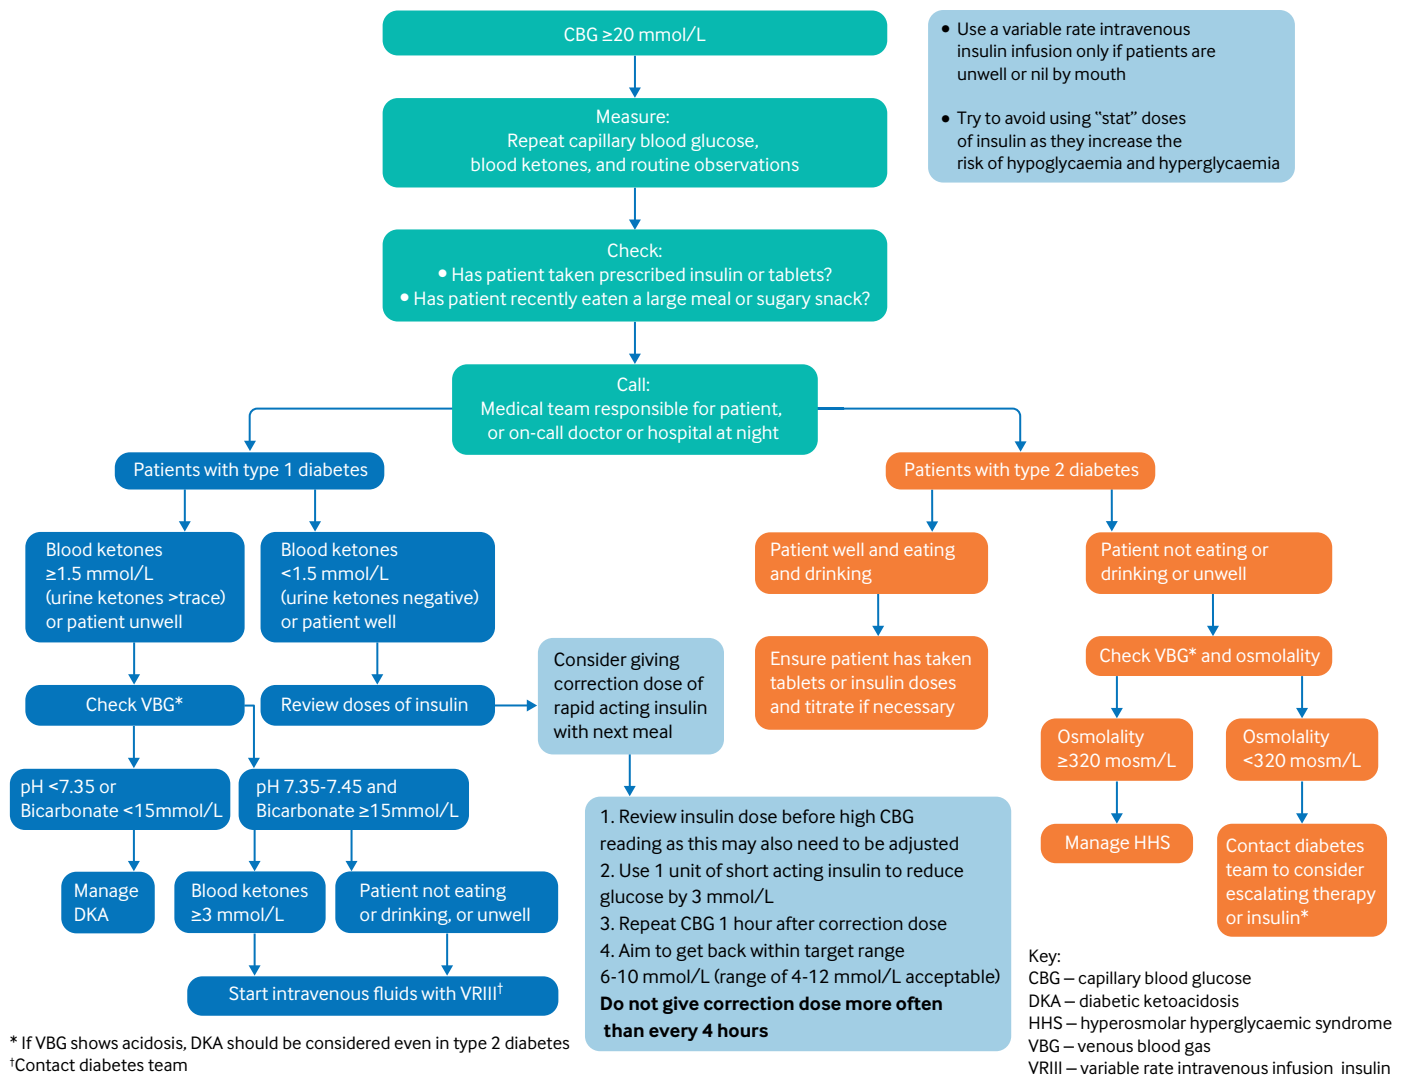 CBG ≥20 mmol/L
• Use a variable rate intravenous
insulin infusion only if patients are
unwell or nil by mouth
• Try to avoid using “stat” doses
of insulin as they increase the
risk of hypoglycaemia and hyperglycaemia
Measure:
Repeat capillary blood glucose,
blood ketones, and routine observations
Check:
• Has patient taken prescribed insulin or tablets?
• Has patient recently eaten a large meal or sugary snack?
Call:
Medical team responsible for patient,
or on-call doctor or hospital at night
Patients with type 1 diabetes
Blood ketones
≥1.5 mmol/L
(urine ketones >trace)
or patient unwell
Blood ketones
<1.5 mmol/L
(urine ketones negative)
or patient well
Check VBG*
Review doses of insulin
Consider giving
correction dose of
rapid acting insulin
with next meal
pH <7.35 or
Bicarbonate <15mmol/L
pH 7.35-7.45 and
Bicarbonate ≥15mmol/L
Manage
DKA
Blood ketones
≥3 mmol/L
Patient not eating
or drinking, or unwell
Start intravenous fluids with VRIII†
1. Review insulin dose before high CBG
reading as this may also need to be adjusted
2. Use 1 unit of short acting insulin to reduce
glucose by 3 mmol/L
3. Repeat CBG 1 hour after correction dose
4. Aim to get back within target range
6-10 mmol/L (range of 4-12 mmol/L acceptable)
Do not give correction dose more often
than every 4 hours
Patients with type 2 diabetes
Patient well and eating
and drinking
Ensure patient has taken
tablets or insulin doses
and titrate if necessary
Patient not eating or
drinking or unwell
Check VBG* and osmolality
Osmolality
≥320 mosm/L
Osmolality
<320 mosm/L
Manage HHS
Contact diabetes
team to consider
escalating therapy
or insulin*
* If VBG shows acidosis, DKA should be considered even in type 2 diabetes
†Contact diabetes team
Key:
CBG – capillary blood glucose
DKA – diabetic ketoacidosis
HHS – hyperosmolar hyperglycaemic syndrome
VBG – venous blood gas
VRIII – variable rate intravenous infusion insulin